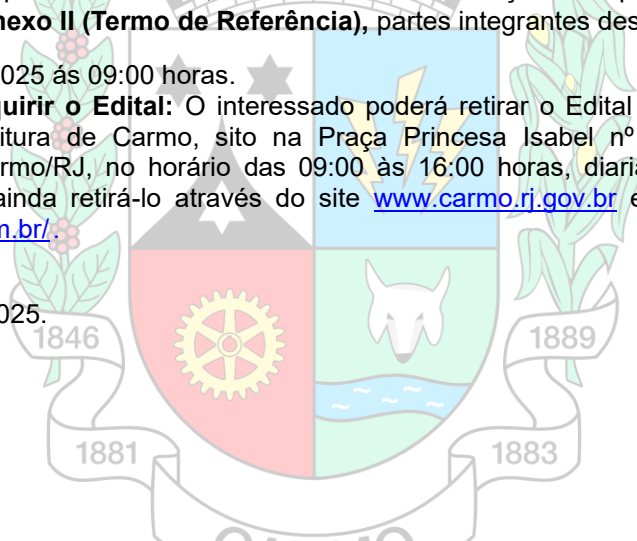 nexo II (Termo de Referência), partes integrantes des
025 ás 09:00 horas.
quirir o Edital: O interessado poderá retirar o Edital
itura de Carmo, sito na Praça Princesa Isabel nº
rmo/RJ, no horário das 09:00 às 16:00 horas, diaria
ainda retirá-lo através do site www.carmo.rj.gov.br e
m.br/.
025.
1846
1889
1881
1883
CARMO